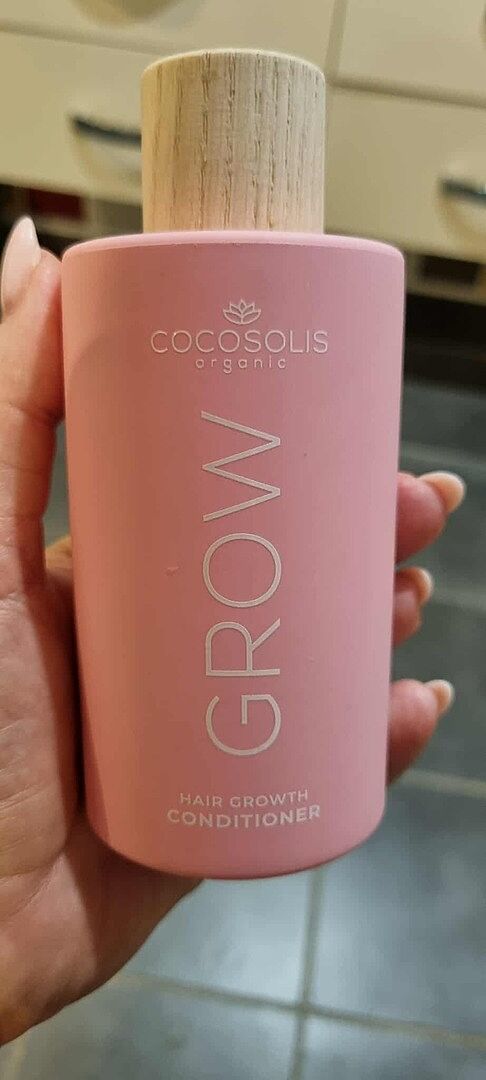 COCOSOLIS
organic
GROW
HAIR GROWTH
CONDITIONER